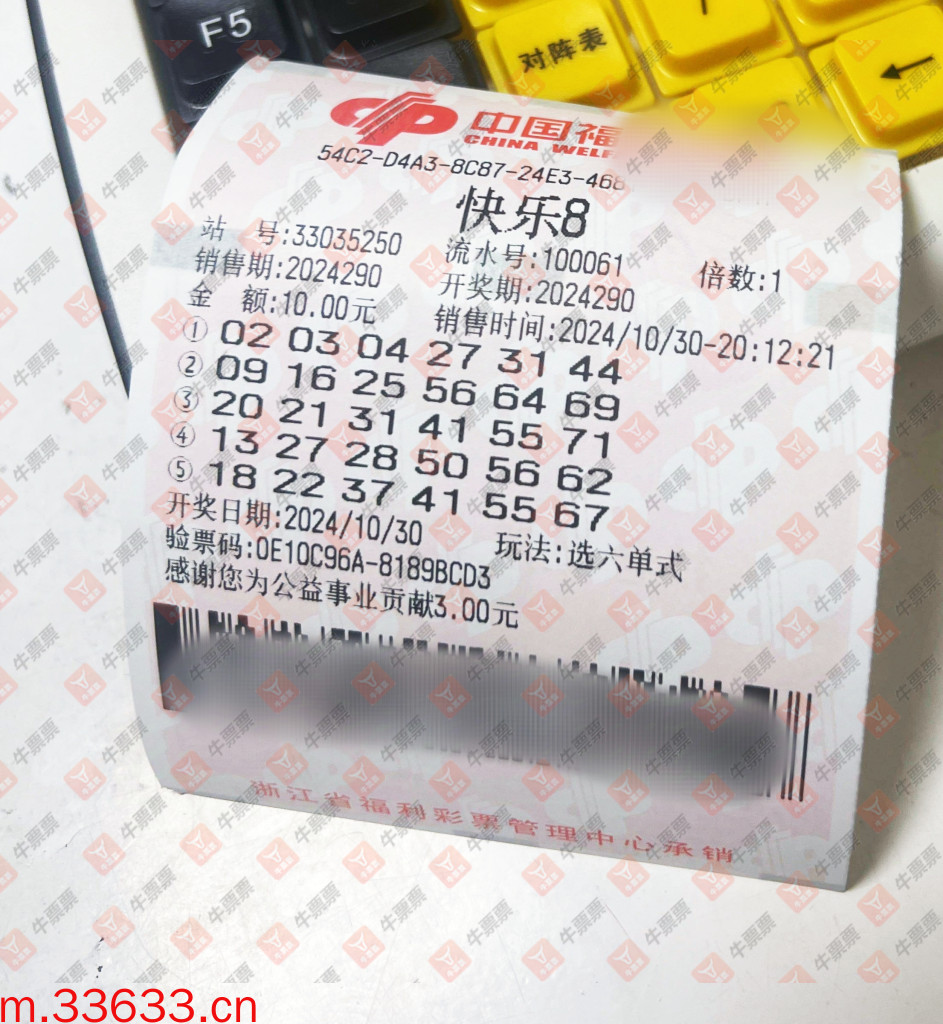 F5
对阵表
←
中国福
CHINA WELF
54C2-D4A3-8C87-24E3-468
快乐8
站 号:33035250 流水号:100061 倍数:1
销售期:2024290 开奖期:2024290
金 额:10.00元 销售时间:2024/10/30-20:12:21
① 02 03 04 27 31 44
② 09 16 25 56 64 69
③ 20 21 31 41 55 71
④ 13 27 28 50 56 62
⑤ 18 22 37 41 55 67
开奖日期:2024/10/30 玩法:选六单式
验票码:0E10C96A-8189BCD3
感谢您为公益事业贡献3.00元
浙江省福利彩票管理中心承销
牛票票
m.33633.cn